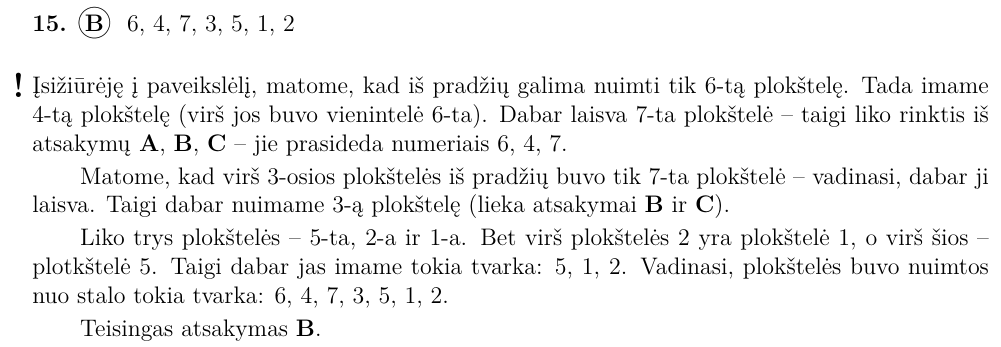 15. B 6, 4, 7, 3, 5, 1, 2
! Įsižiūrėję į paveikslėlį, matome, kad iš pradžių galima nuimti tik 6-tą plokštelę. Tada imame
4-tą plokštelę (virš jos buvo vienintelė 6-ta). Dabar laisva 7-ta plokštelė – taigi liko rinktis iš
atsakymų A, B, C – jie prasideda numeriais 6, 4, 7.
Matome, kad virš 3-osios plokštelės iš pradžių buvo tik 7-ta plokštelė – vadinasi, dabar ji
laisva. Taigi dabar nuimame 3-ą plokštelę (lieka atsakymai B ir C).
Liko trys plokštelės – 5-ta, 2-a ir 1-a. Bet virš plokštelės 2 yra plokštelė 1, o virš šios –
plotkštelė 5. Taigi dabar jas imame tokia tvarka: 5, 1, 2. Vadinasi, plokštelės buvo nuimtos
nuo stalo tokia tvarka: 6, 4, 7, 3, 5, 1, 2.
Teisingas atsakymas B.